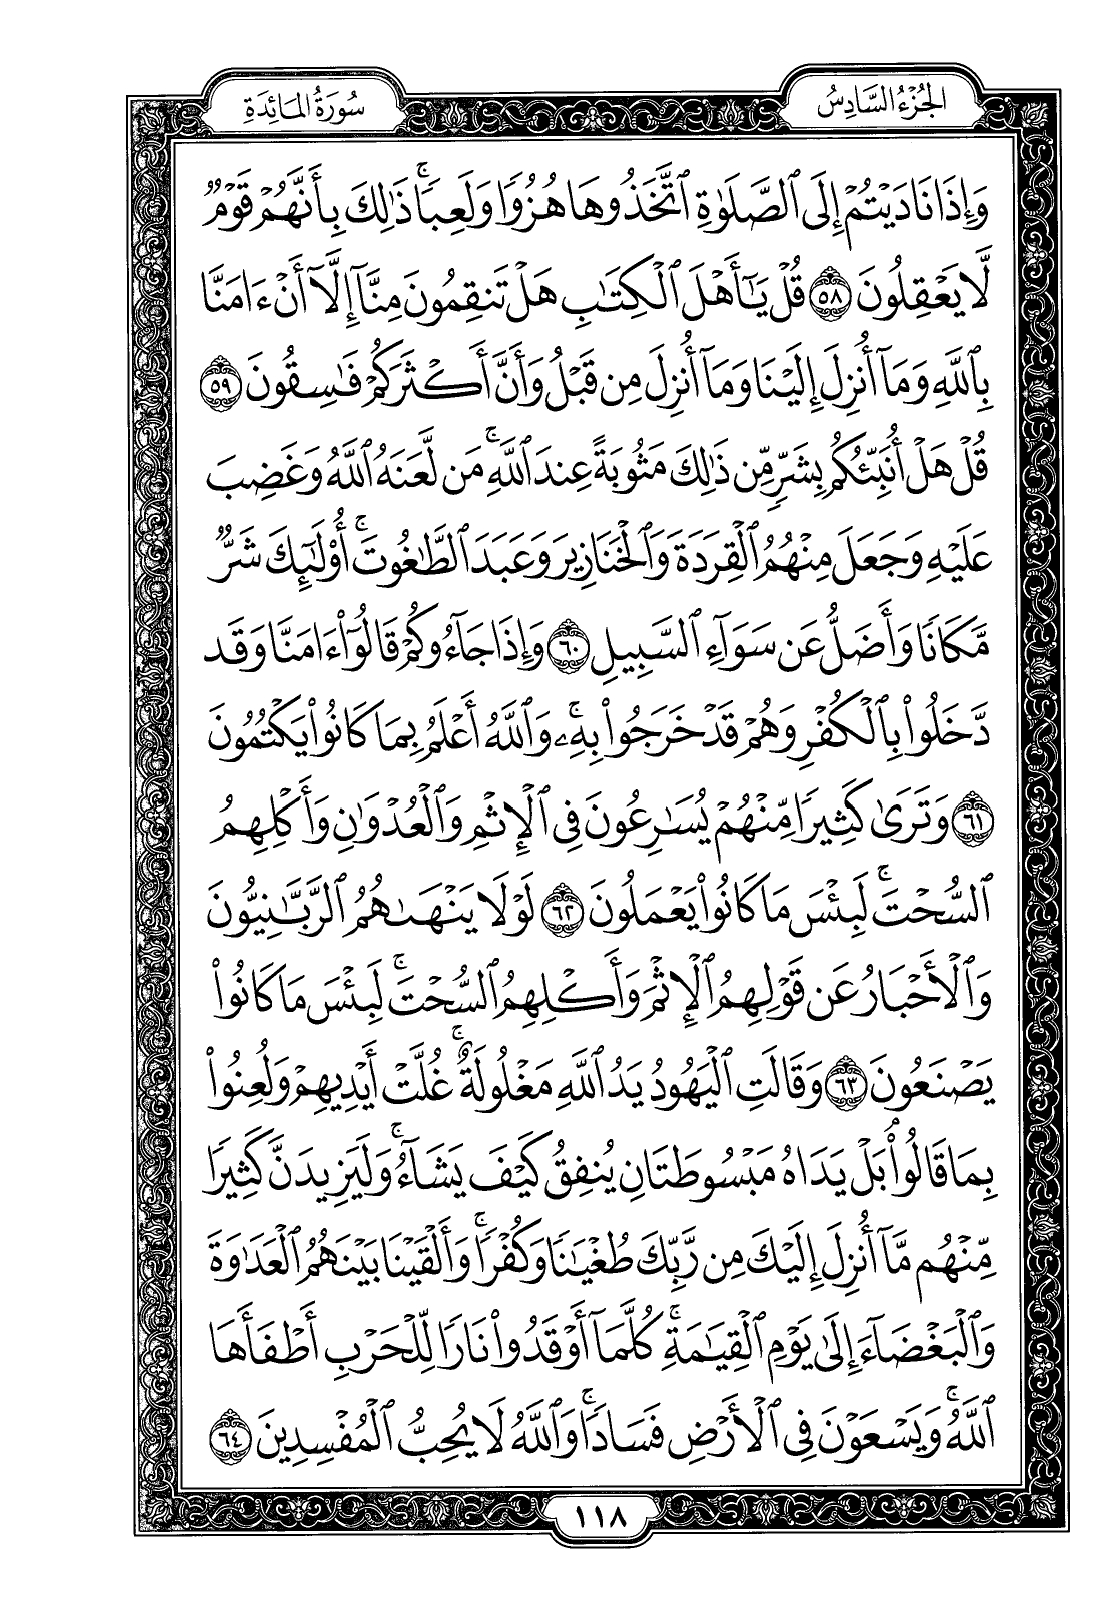 الجُزْءُ السَّادِسُ
سُورَةُ المَائِدَةِ
وَإِذَا نَادَيْتُمْ إِلَى ٱلصَّلَوٰةِ ٱتَّخَذُوهَا هُزُوًا وَلَعِبًا ۚ ذَٰلِكَ بِأَنَّهُمْ قَوْمٌ
لَّا يَعْقِلُونَ ٥٨ قُلْ يَـٰٓأَهْلَ ٱلْكِتَـٰبِ هَلْ تَنقِمُونَ مِنَّآ إِلَّآ أَنْ ءَامَنَّا
بِٱللَّهِ وَمَآ أُنزِلَ إِلَيْنَا وَمَآ أُنزِلَ مِن قَبْلُ وَأَنَّ أَكْثَرَكُمْ فَـٰسِقُونَ ٥٩
قُلْ هَلْ أُنَبِّئُكُم بِشَرٍّ مِّن ذَٰلِكَ مَثُوبَةً عِندَ ٱللَّهِ ۚ مَن لَّعَنَهُ ٱللَّهُ وَغَضِبَ
عَلَيْهِ وَجَعَلَ مِنْهُمُ ٱلْقِرَدَةَ وَٱلْخَنَازِيرَ وَعَبَدَ ٱلطَّـٰغُوتَ ۚ أُو۟لَـٰٓئِكَ شَرٌّ
مَّكَانًا وَأَضَلُّ عَن سَوَآءِ ٱلسَّبِيلِ ٦٠ وَإِذَا جَآءُوكُمْ قَالُوٓا۟ ءَامَنَّا وَقَد
دَّخَلُوا۟ بِٱلْكُفْرِ وَهُمْ قَدْ خَرَجُوا۟ بِهِۦ ۚ وَٱللَّهُ أَعْلَمُ بِمَا كَانُوا۟ يَكْتُمُونَ
٦١ وَتَرَىٰ كَثِيرًا مِّنْهُمْ يُسَـٰرِعُونَ فِى ٱلْإِثْمِ وَٱلْعُدْوَٰنِ وَأَكْلِهِمُ
ٱلسُّحْتَ ۚ لَبِئْسَ مَا كَانُوا۟ يَعْمَلُونَ ٦٢ لَوْلَا يَنْهَىٰهُمُ ٱلرَّبَّـٰنِيُّونَ
وَٱلْأَحْبَارُ عَن قَوْلِهِمُ ٱلْإِثْمَ وَأَكْلِهِمُ ٱلسُّحْتَ ۚ لَبِئْسَ مَا كَانُوا۟
يَصْنَعُونَ ٦٣ وَقَالَتِ ٱلْيَهُودُ يَدُ ٱللَّهِ مَغْلُولَةٌ ۚ غُلَّتْ أَيْدِيهِمْ وَلُعِنُوا۟
بِمَا قَالُوا۟ ۘ بَلْ يَدَاهُ مَبْسُوطَتَانِ يُنفِقُ كَيْفَ يَشَآءُ ۚ وَلَيَزِيدَنَّ كَثِيرًا
مِّنْهُم مَّآ أُنزِلَ إِلَيْكَ مِن رَّبِّكَ طُغْيَـٰنًا وَكُفْرًا ۚ وَأَلْقَيْنَا بَيْنَهُمُ ٱلْعَدَٰوَةَ
وَٱلْبَغْضَآءَ إِلَىٰ يَوْمِ ٱلْقِيَـٰمَةِ ۚ كُلَّمَآ أَوْقَدُوا۟ نَارًا لِّلْحَرْبِ أَطْفَأَهَا
ٱللَّهُ ۚ وَيَسْعَوْنَ فِى ٱلْأَرْضِ فَسَادًا ۚ وَٱللَّهُ لَا يُحِبُّ ٱلْمُفْسِدِينَ ٦٤
١١٨